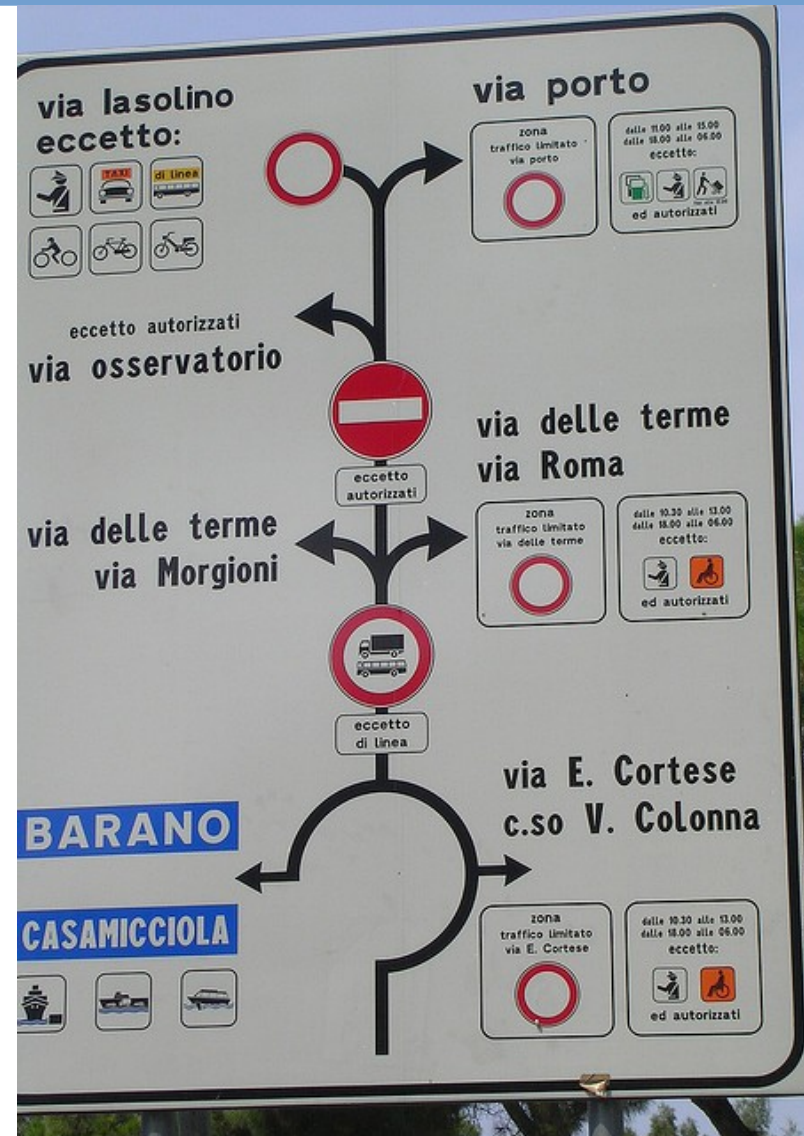 via Iasolino
eccetto:
TAXI
di linea
via porto
zona
traffico limitato
via porto
dalle 11.00 alle 15.00
dalle 18.00 alle 06.00
eccetto:
ed autorizzati
eccetto autorizzati
via osservatorio
eccetto
autorizzati
via delle terme
via Roma
zona
traffico limitato
via delle terme
dalle 10.30 alle 13.00
dalle 18.00 alle 06.00
eccetto:
ed autorizzati
via delle terme
via Morgioni
eccetto
di linea
BARANO
CASAMICCIOLA
via E. Cortese
c.so V. Colonna
zona
traffico limitato
via E. Cortese
dalle 10.30 alle 13.00
dalle 18.00 alle 06.00
eccetto:
ed autorizzati